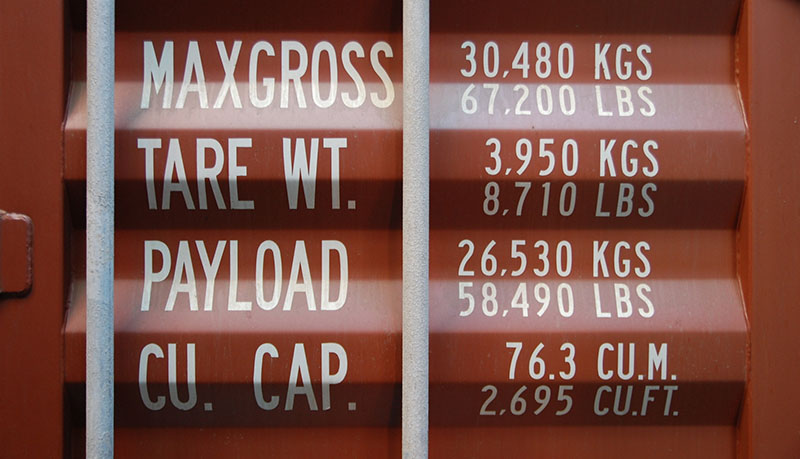 MAXGROSS 30,480 KGS
67,200 LBS
TARE WT. 3,950 KGS
8,710 LBS
PAYLOAD 26,530 KGS
58,490 LBS
CU. CAP. 76.3 CU.M.
2,695 CU.FT.